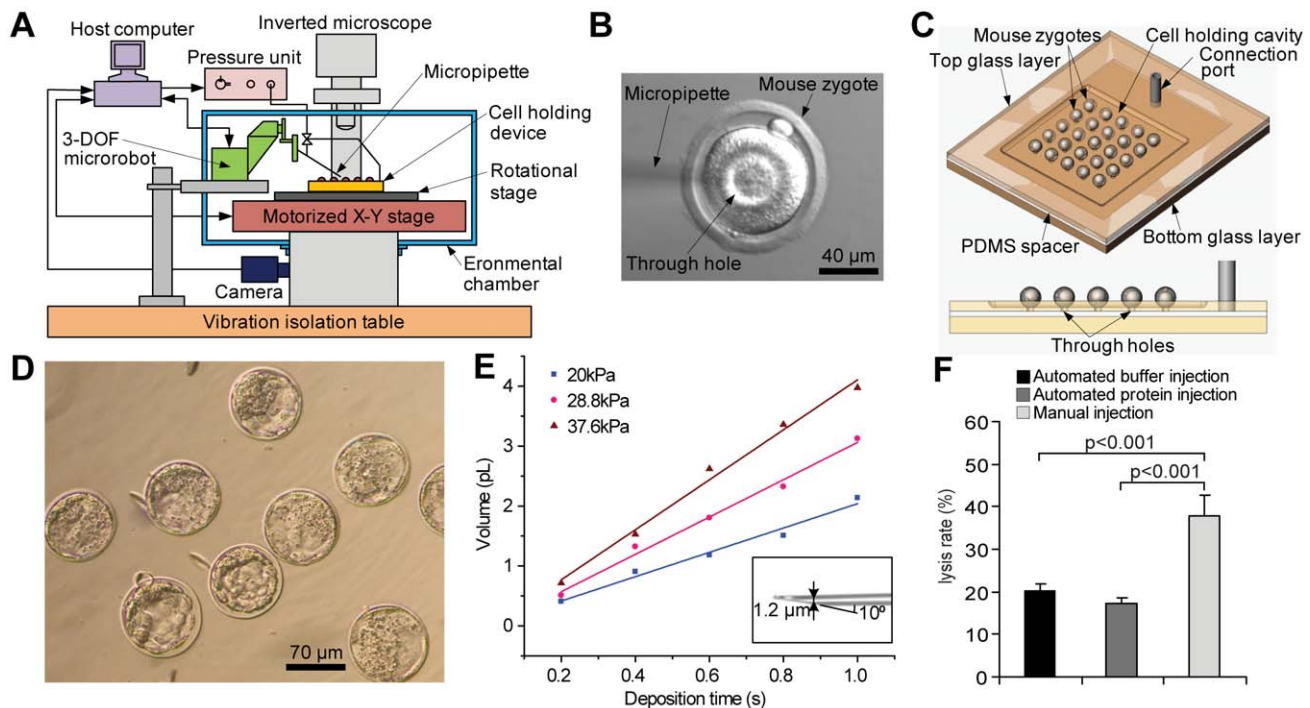 A
Host computer
Inverted microscope
Pressure unit
Micropipette
Cell holding
device
3-DOF
microrobot
Rotational
stage
Motorized X-Y stage
Eronmental
chamber
Camera
Vibration isolation table
B
Micropipette
Mouse zygote
Through hole
40 µm
C
Mouse zygotes
Cell holding cavity
Top glass layer
Connection
port
PDMS spacer
Bottom glass layer
Through holes
D
70 µm
E
20kPa
28.8kPa
37.6kPa
Volume (pL)
4
3
2
1
0
1.2 µm
10º
0.2 0.4 0.6 0.8 1.0
Deposition time (s)
F
Automated buffer injection
Automated protein injection
Manual injection
lysis rate (%)
60
50
40
30
20
10
0
p<0.001
p<0.001